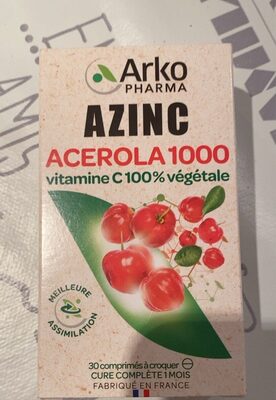 Arko
PHARMA
AZINC
ACEROLA 1000
vitamine C 100% végétale
MEILLEURE
ASSIMILATION
30 comprimés à croquer
CURE COMPLÈTE 1 MOIS
FABRIQUÉ EN FRANCE
AMIS